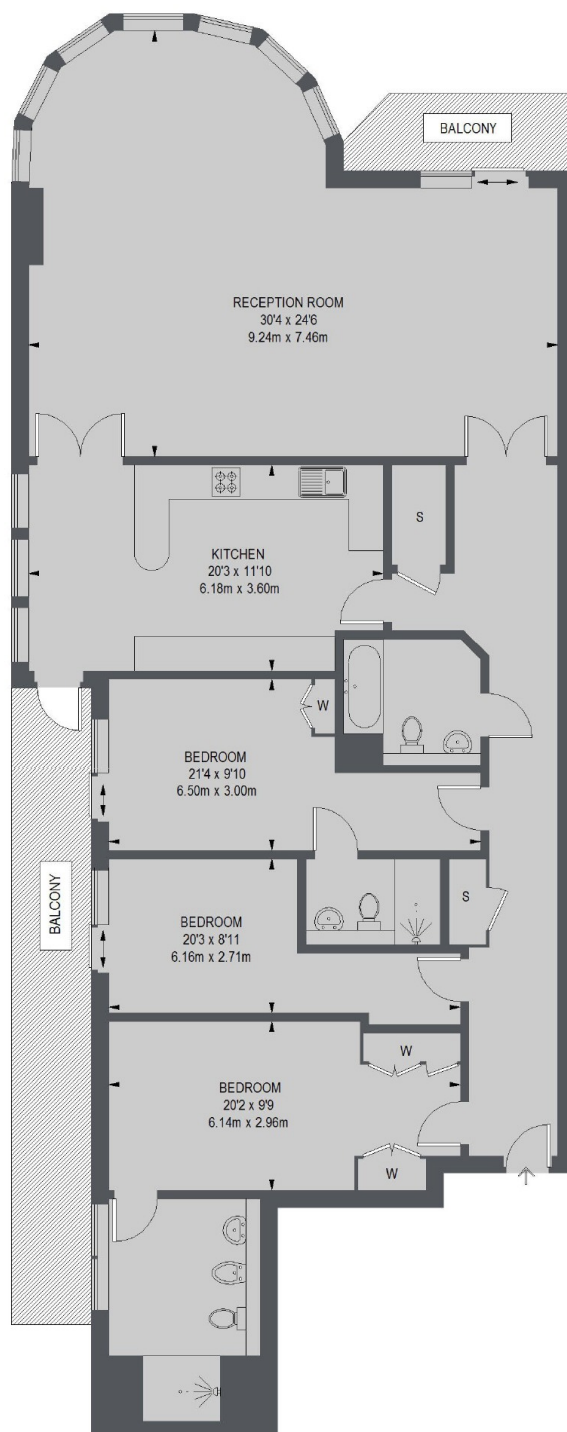 BALCONY
RECEPTION ROOM
30'4 x 24'6
9.24m x 7.46m
S
KITCHEN
20'3 x 11'10
6.18m x 3.60m
W
BEDROOM
21'4 x 9'10
6.50m x 3.00m
BALCONY
S
BEDROOM
20'3 x 8'11
6.16m x 2.71m
W
BEDROOM
20'2 x 9'9
6.14m x 2.96m
W